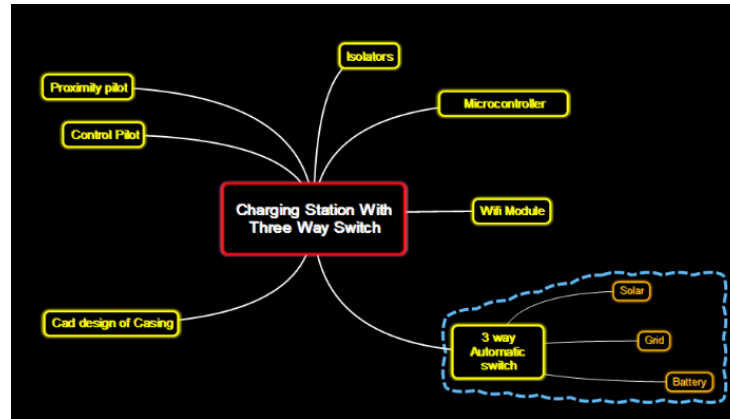 Isolators
Proximity pilot
Microcontroller
Control Pilot
Charging Station With
Three Way Switch
Wifi Module
Solar
Cad design of Casing
3 way
Automatic
switch
Grid
Battery